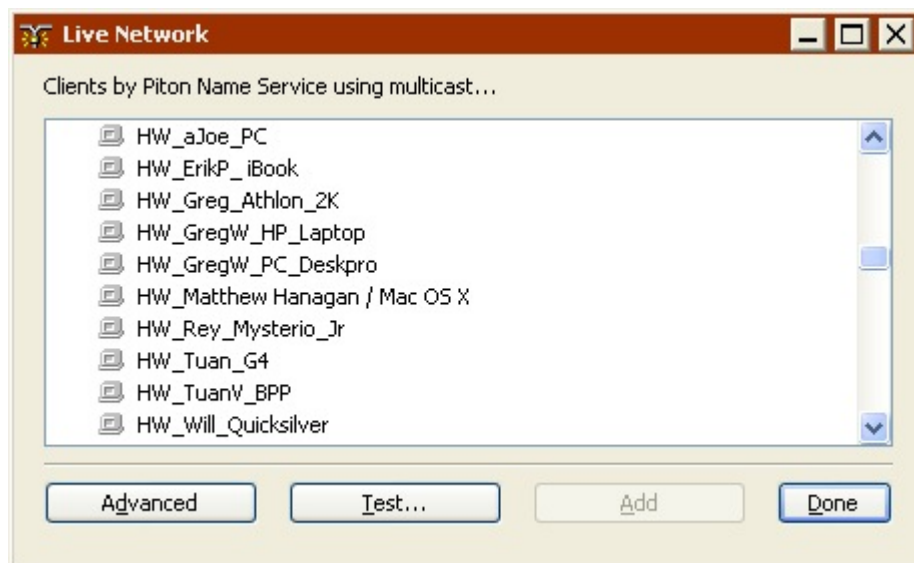 Live Network
Clients by Piton Name Service using multicast...
HW_aJoe_PC
HW_ErikP_ iBook
HW_Greg_Athlon_2K
HW_GregW_HP_Laptop
HW_GregW_PC_Deskpro
HW_Matthew Hanagan / Mac OS X
HW_Rey_Mysterio_Jr
HW_Tuan_G4
HW_TuanV_BPP
HW_Will_Quicksilver
Advanced Test... Add Done